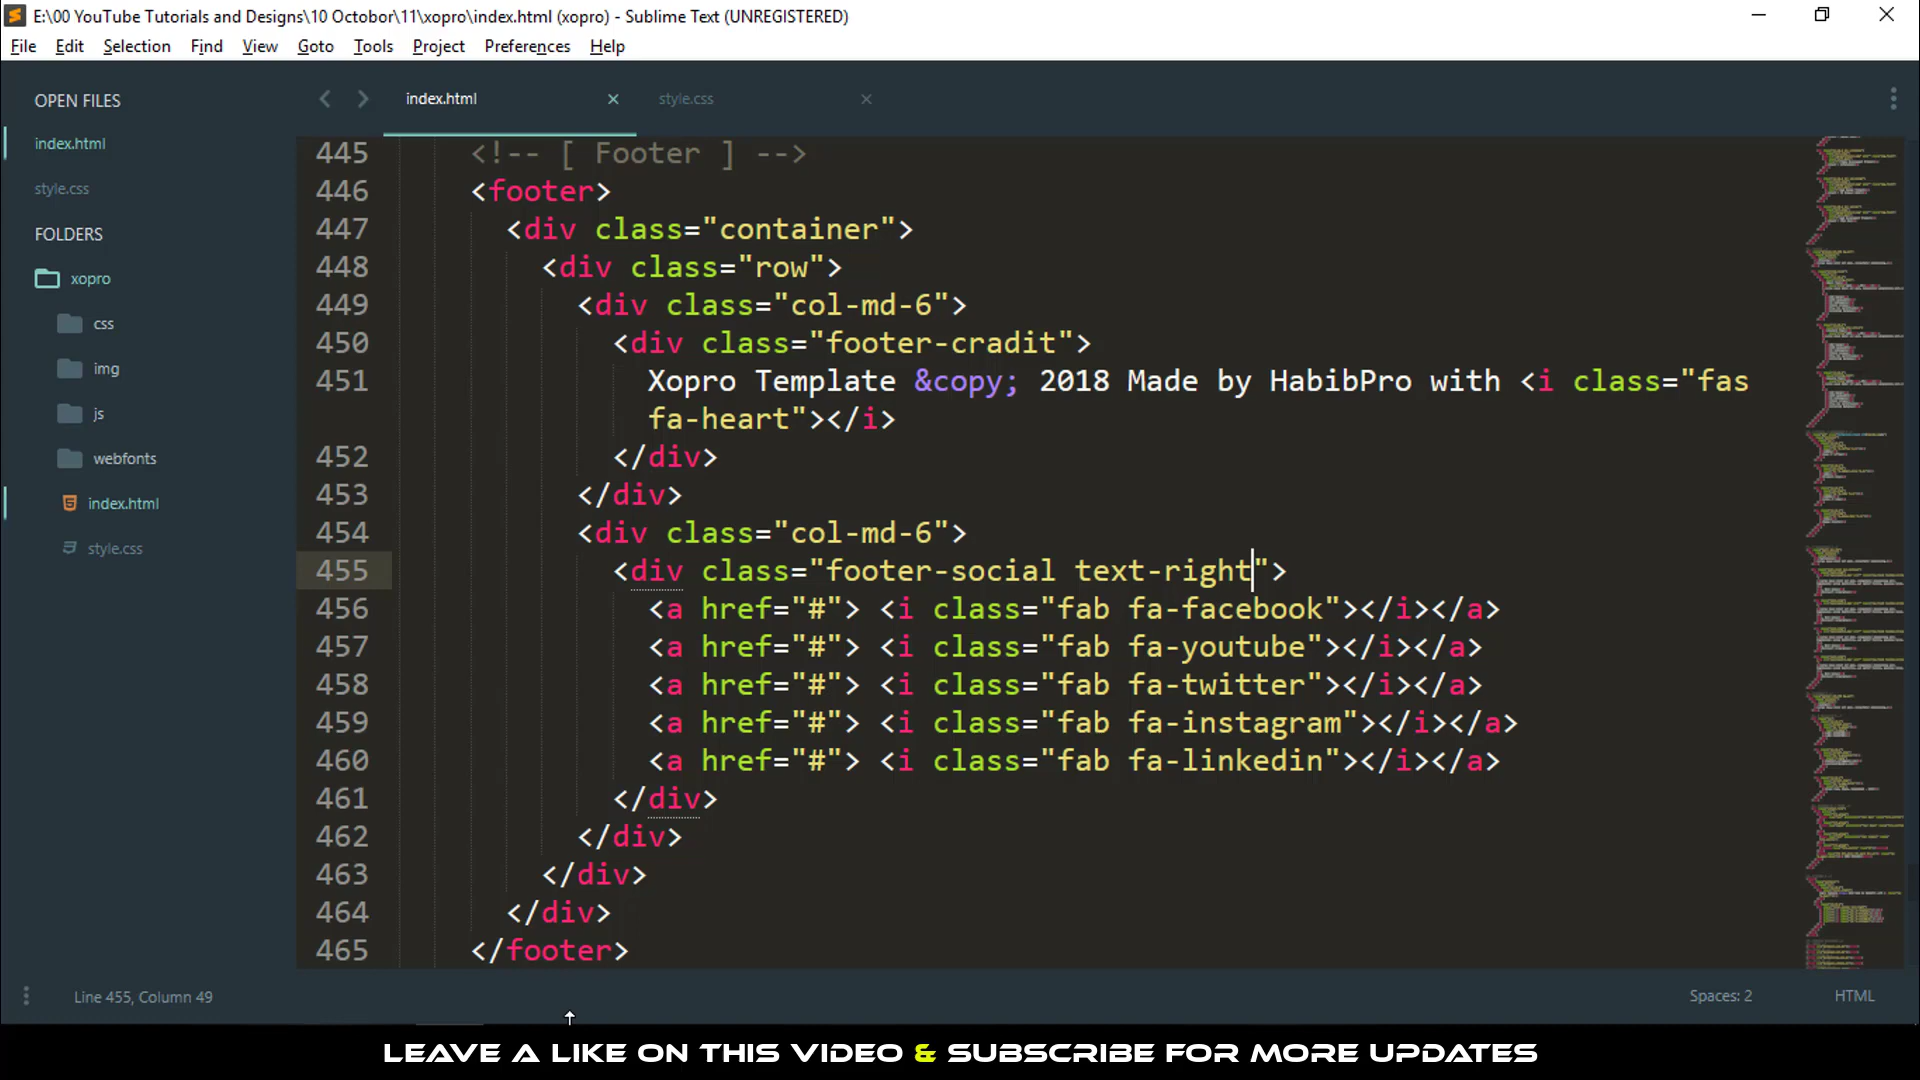 E:\00 YouTube Tutorials and Designs\10 Octobor\11\xopro\index.html (xopro) - Sublime Text (UNREGISTERED)
File Edit Selection Find View Goto Tools Project Preferences Help
OPEN FILES
index.html
style.css
FOLDERS
xopro
css
img
js
webfonts
index.html
style.css
index.html style.css
445 <!-- [ Footer ] -->
446 <footer>
447 <div class="container">
448 <div class="row">
449 <div class="col-md-6">
450 <div class="footer-cradit">
451 Xopro Template &copy; 2018 Made by HabibPro with <i class="fas
fa-heart"></i>
452 </div>
453 </div>
454 <div class="col-md-6">
455 <div class="footer-social text-right">
456 <a href="#"> <i class="fab fa-facebook"></i></a>
457 <a href="#"> <i class="fab fa-youtube"></i></a>
458 <a href="#"> <i class="fab fa-twitter"></i></a>
459 <a href="#"> <i class="fab fa-instagram"></i></a>
460 <a href="#"> <i class="fab fa-linkedin"></i></a>
461 </div>
462 </div>
463 </div>
464 </div>
465 </footer>
Line 455, Column 49 Spaces: 2 HTML
LEAVE A LIKE ON THIS VIDEO & SUBSCRIBE FOR MORE UPDATES